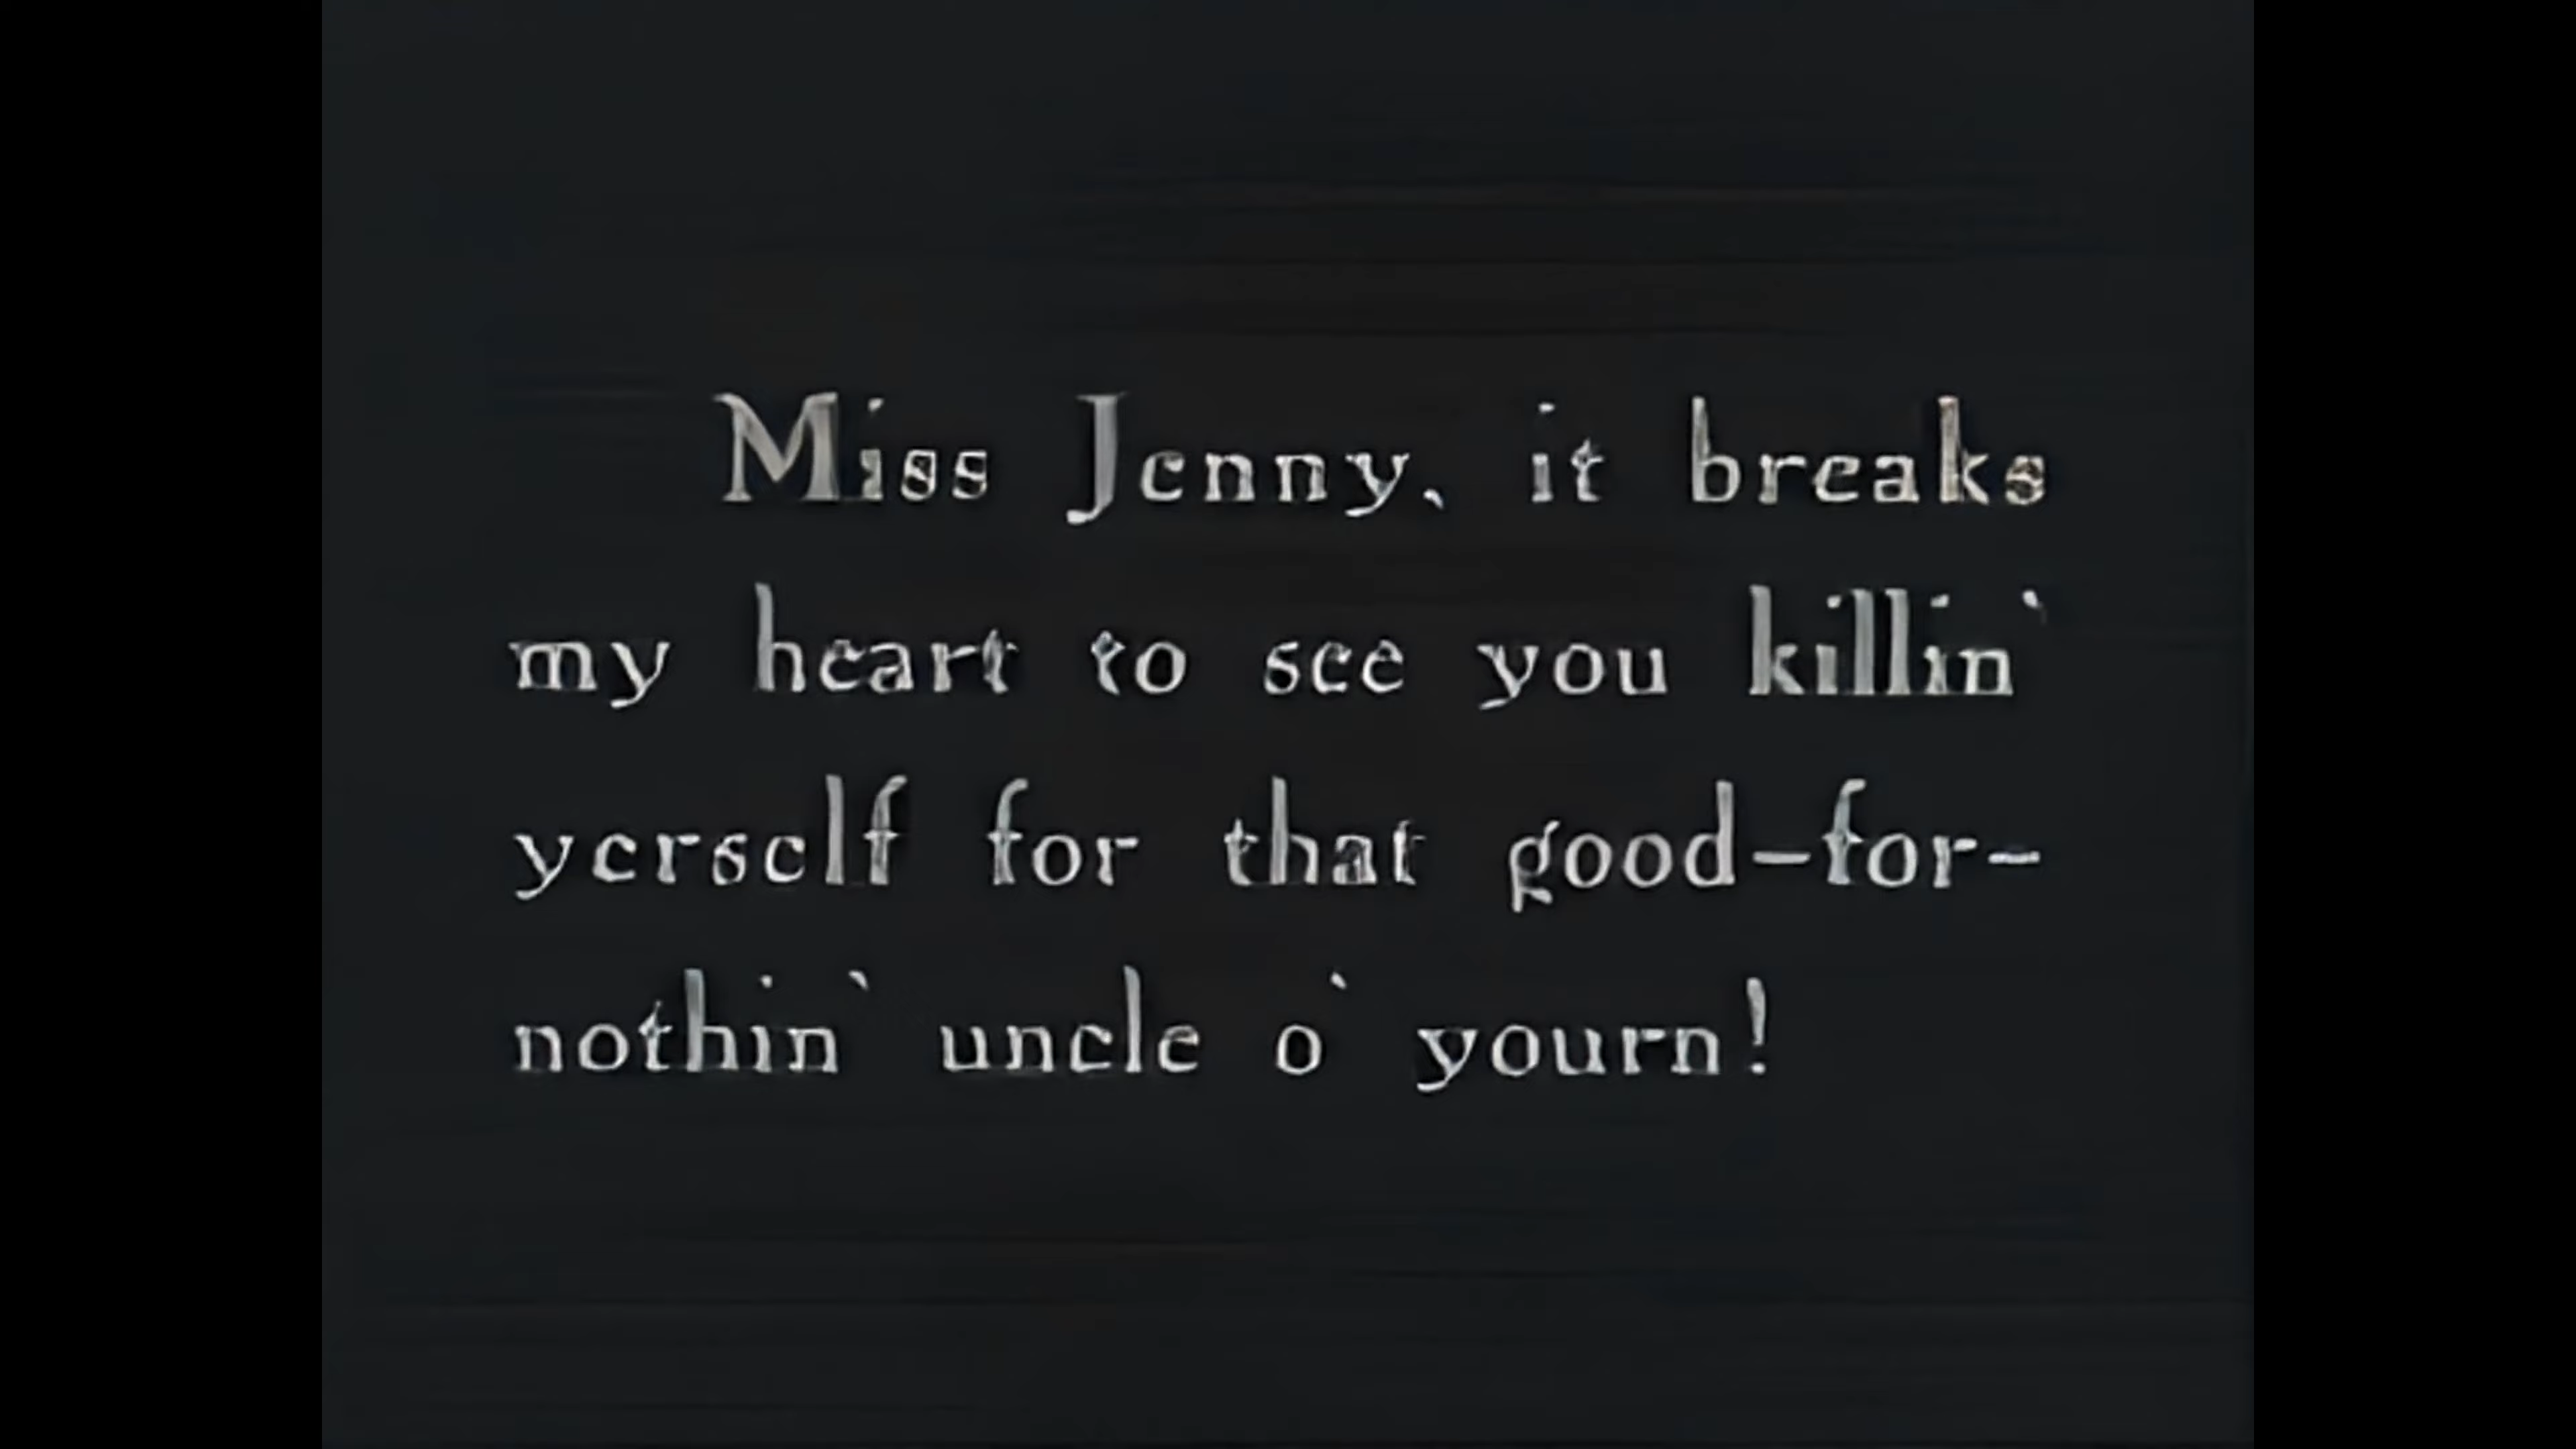 Miss Jenny, it breaks
my heart to see you killin'
yerself for that good-for-
nothin' uncle o' yourn!